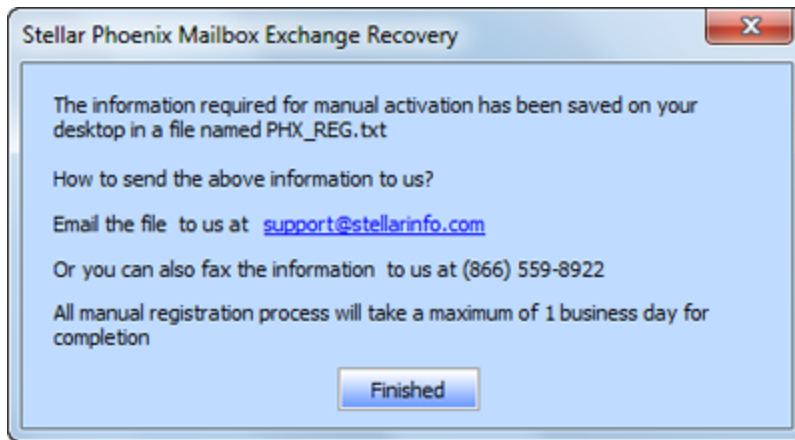 Stellar Phoenix Mailbox Exchange Recovery
The information required for manual activation has been saved on your
desktop in a file named PHX_REG.txt
How to send the above information to us?
Email the file  to us at  support@stellarinfo.com
Or you can also fax the information  to us at (866) 559-8922
All manual registration process will take a maximum of 1 business day for
completion
Finished